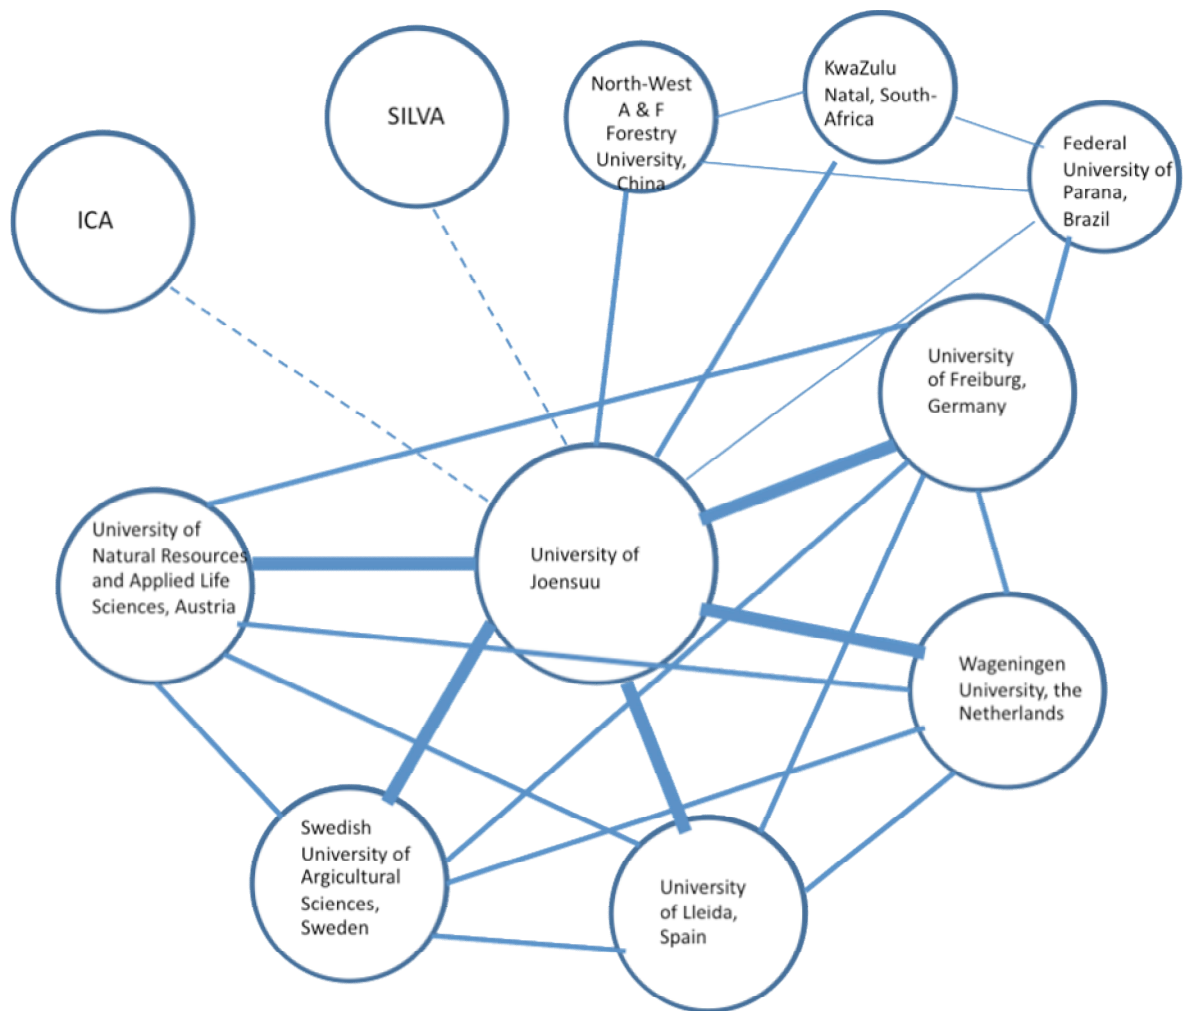 SILVA
North-West
A & F
Forestry
University,
China
KwaZulu
Natal, South-
Africa
Federal
University of
Parana,
Brazil
ICA
University
of Freiburg,
Germany
University of
Natural Resources
and Applied Life
Sciences, Austria
University of
Joensuu
Wageningen
University, the
Netherlands
Swedish
University of
Argicultural
Sciences,
Sweden
University
of Lleida,
Spain